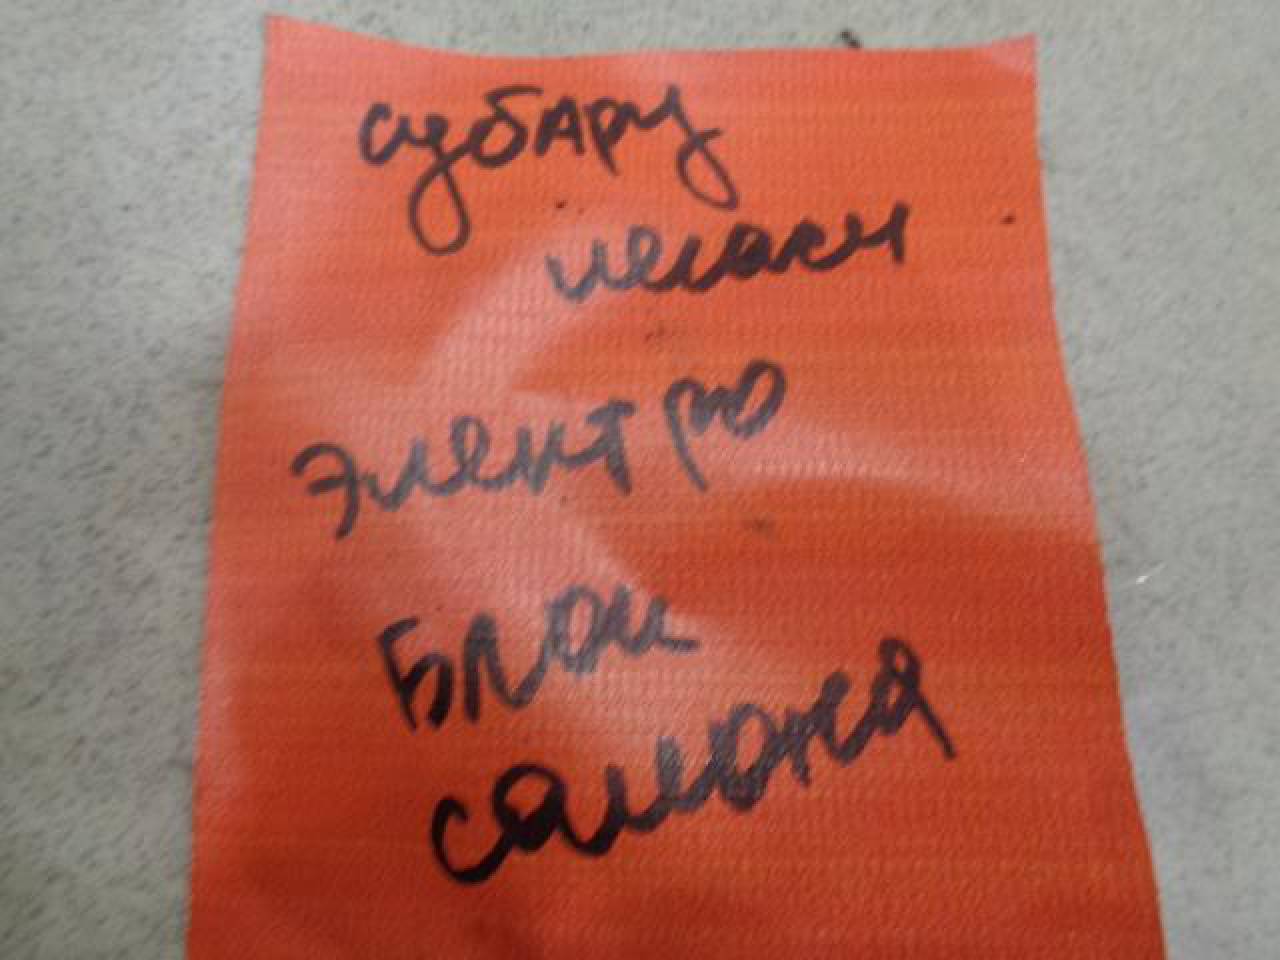 субару
электро
блок
салона